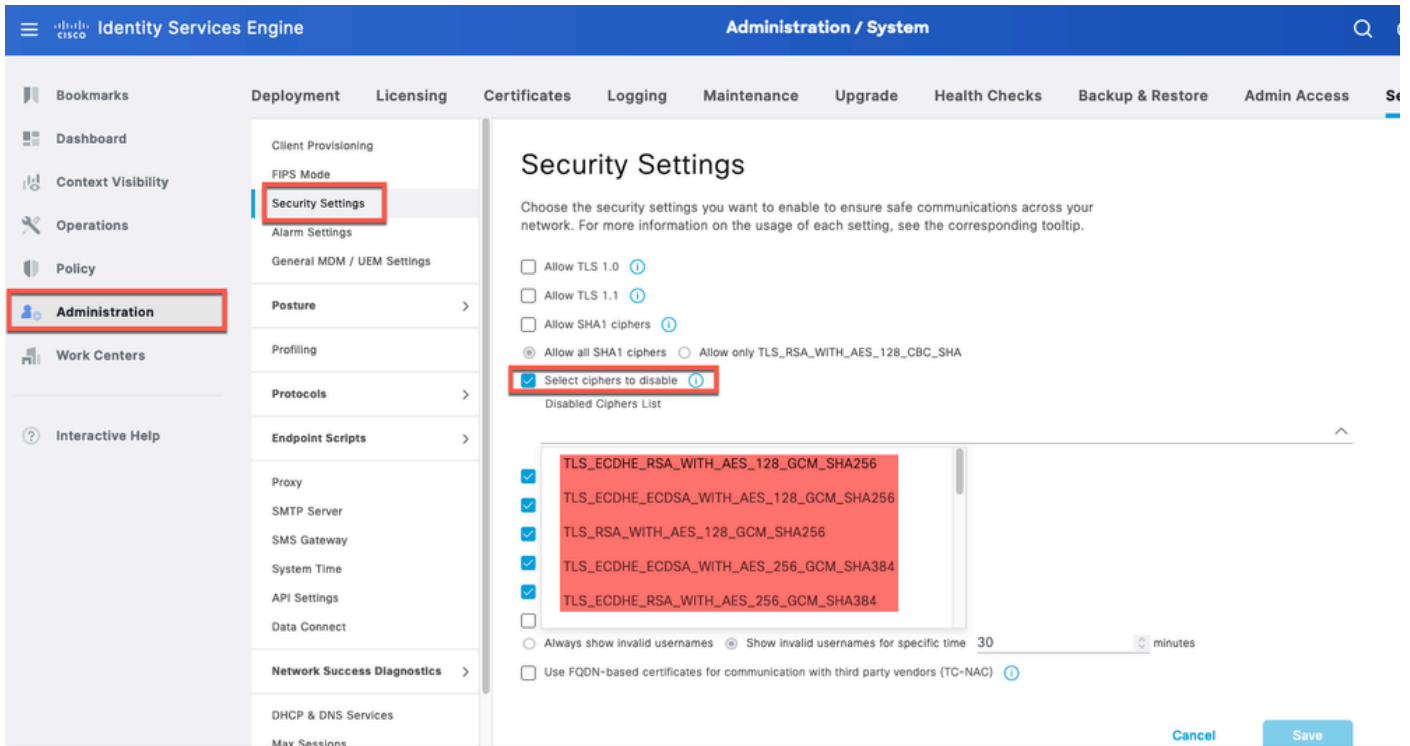 cisco Identity Services Engine
Administration / System
Bookmarks
Dashboard
Context Visibility
Operations
Policy
Administration
Work Centers
Interactive Help
Deployment Licensing Certificates Logging Maintenance Upgrade Health Checks Backup & Restore Admin Access
Client Provisioning
FIPS Mode
Security Settings
Alarm Settings
General MDM / UEM Settings
Posture
Profiling
Protocols
Endpoint Scripts
Proxy
SMTP Server
SMS Gateway
System Time
API Settings
Data Connect
Network Success Diagnostics
DHCP & DNS Services
Max Sessions
Security Settings
Choose the security settings you want to enable to ensure safe communications across your
network. For more information on the usage of each setting, see the corresponding tooltip.
Allow TLS 1.0
Allow TLS 1.1
Allow SHA1 ciphers
Allow all SHA1 ciphers Allow only TLS_RSA_WITH_AES_128_CBC_SHA
Select ciphers to disable
Disabled Ciphers List
TLS_ECDHE_RSA_WITH_AES_128_GCM_SHA256
TLS_ECDHE_ECDSA_WITH_AES_128_GCM_SHA256
TLS_RSA_WITH_AES_128_GCM_SHA256
TLS_ECDHE_ECDSA_WITH_AES_256_GCM_SHA384
TLS_ECDHE_RSA_WITH_AES_256_GCM_SHA384
Always show invalid usernames Show invalid usernames for specific time 30 minutes
Use FQDN-based certificates for communication with third party vendors (TC-NAC)
Cancel Save